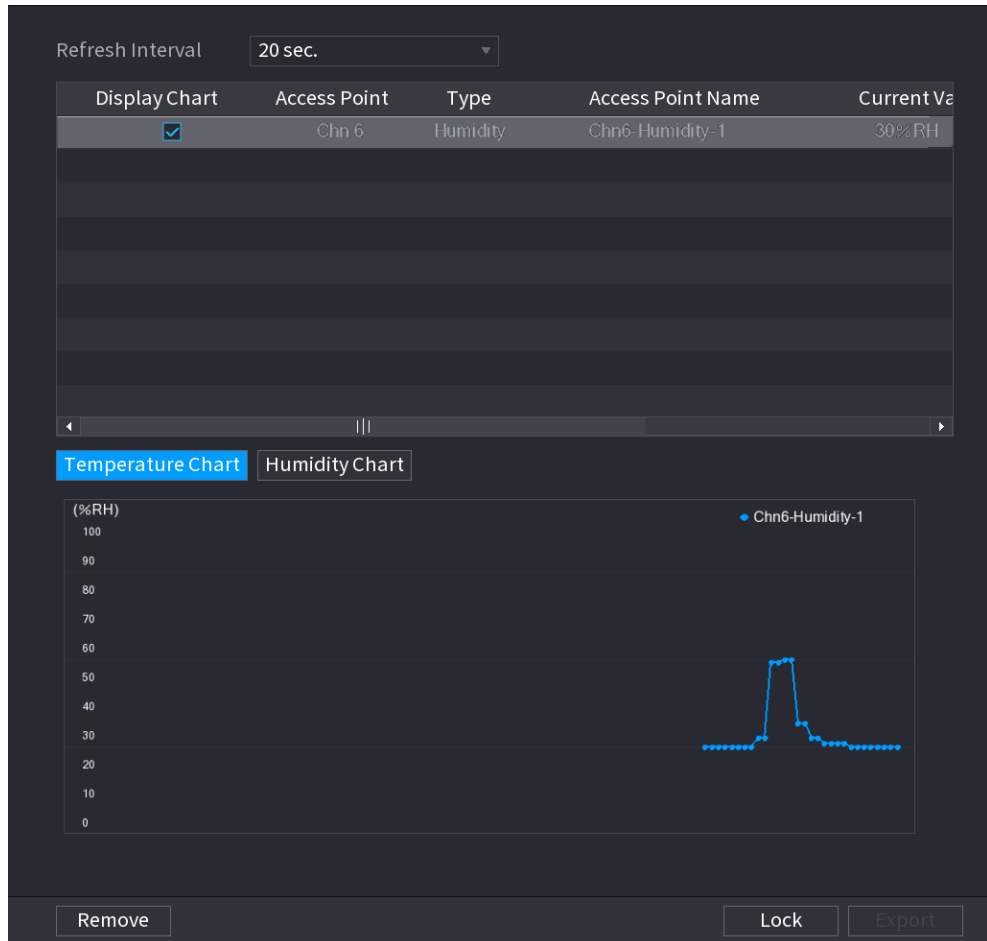 Refresh Interval 20 sec.
Display Chart Access Point Type Access Point Name Current Va
Chn 6 Humidity Chn6-Humidity-1 30%RH
Temperature Chart Humidity Chart
(%RH)
Chn6-Humidity-1
100
90
80
70
60
50
40
30
20
10
0
Remove Lock Export